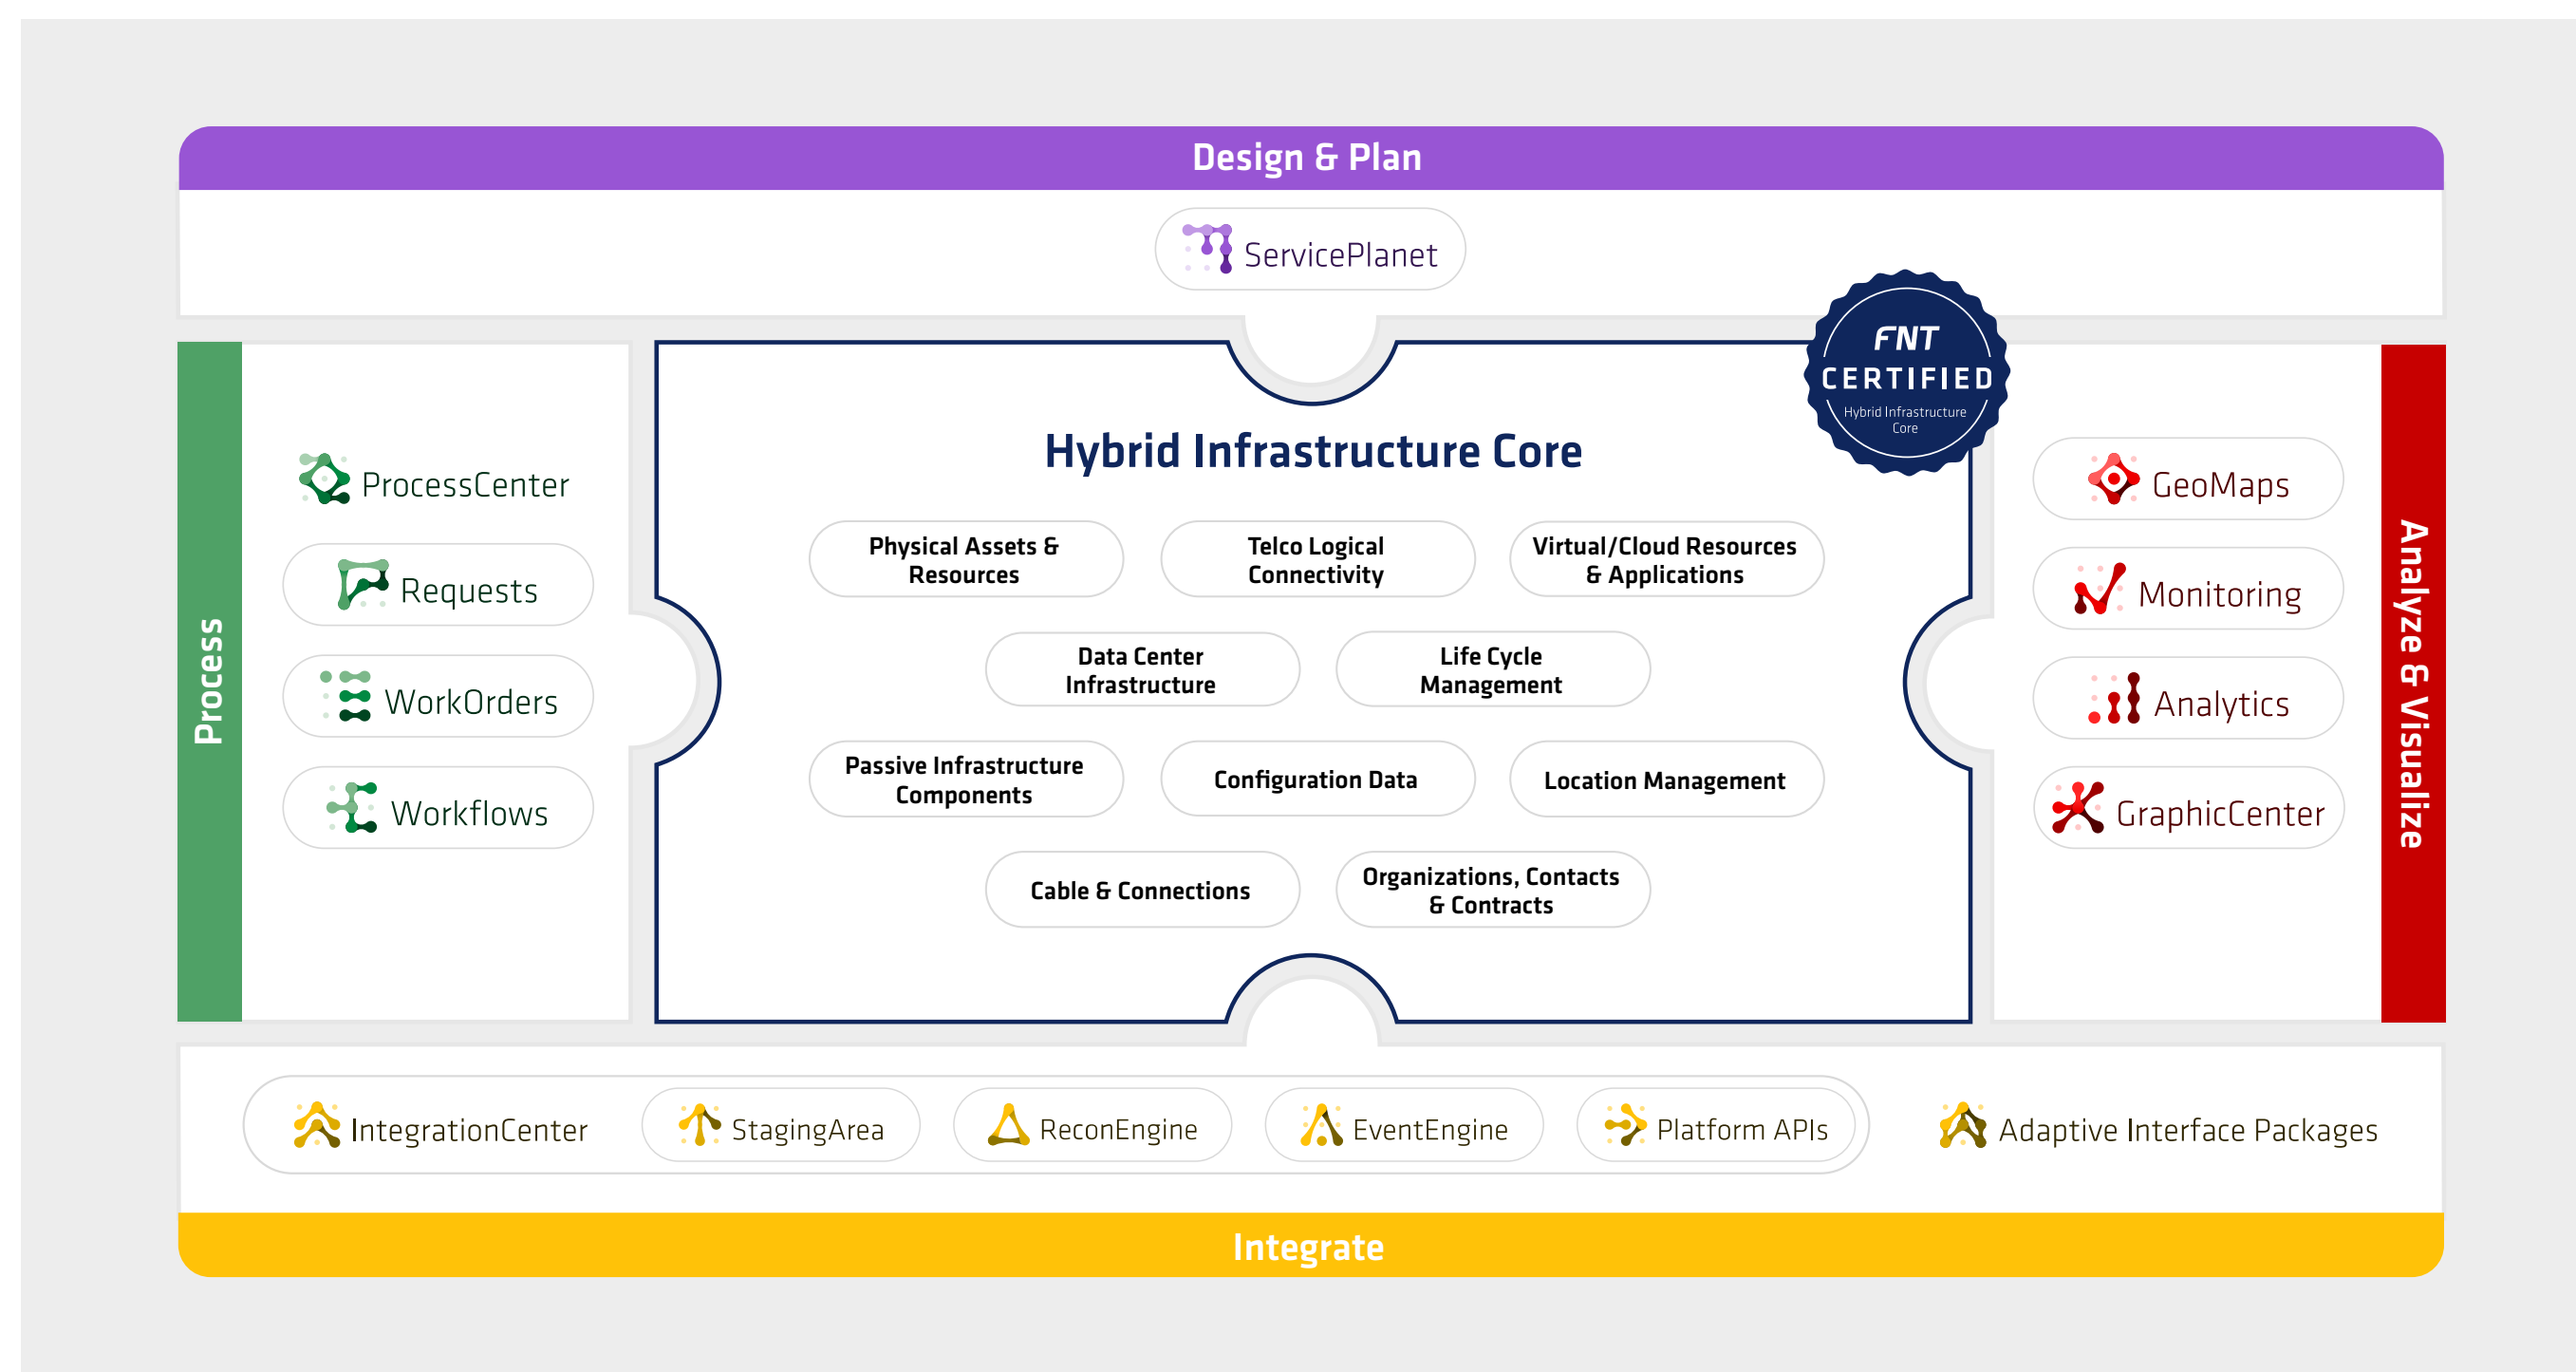 Design & Plan
ServicePlanet
FNT
CERTIFIED
Hybrid Infrastructure
Core
Process
ProcessCenter
Requests
WorkOrders
Workflows
Hybrid Infrastructure Core
Physical Assets &
Resources
Telco Logical
Connectivity
Virtual/Cloud Resources
& Applications
Data Center
Infrastructure
Life Cycle
Management
Passive Infrastructure
Components
Configuration Data
Location Management
Cable & Connections
Organizations, Contacts
& Contracts
GeoMaps
Monitoring
Analytics
GraphicCenter
Analyze & Visualize
IntegrationCenter
StagingArea
ReconEngine
EventEngine
Platform APIs
Adaptive Interface Packages
Integrate